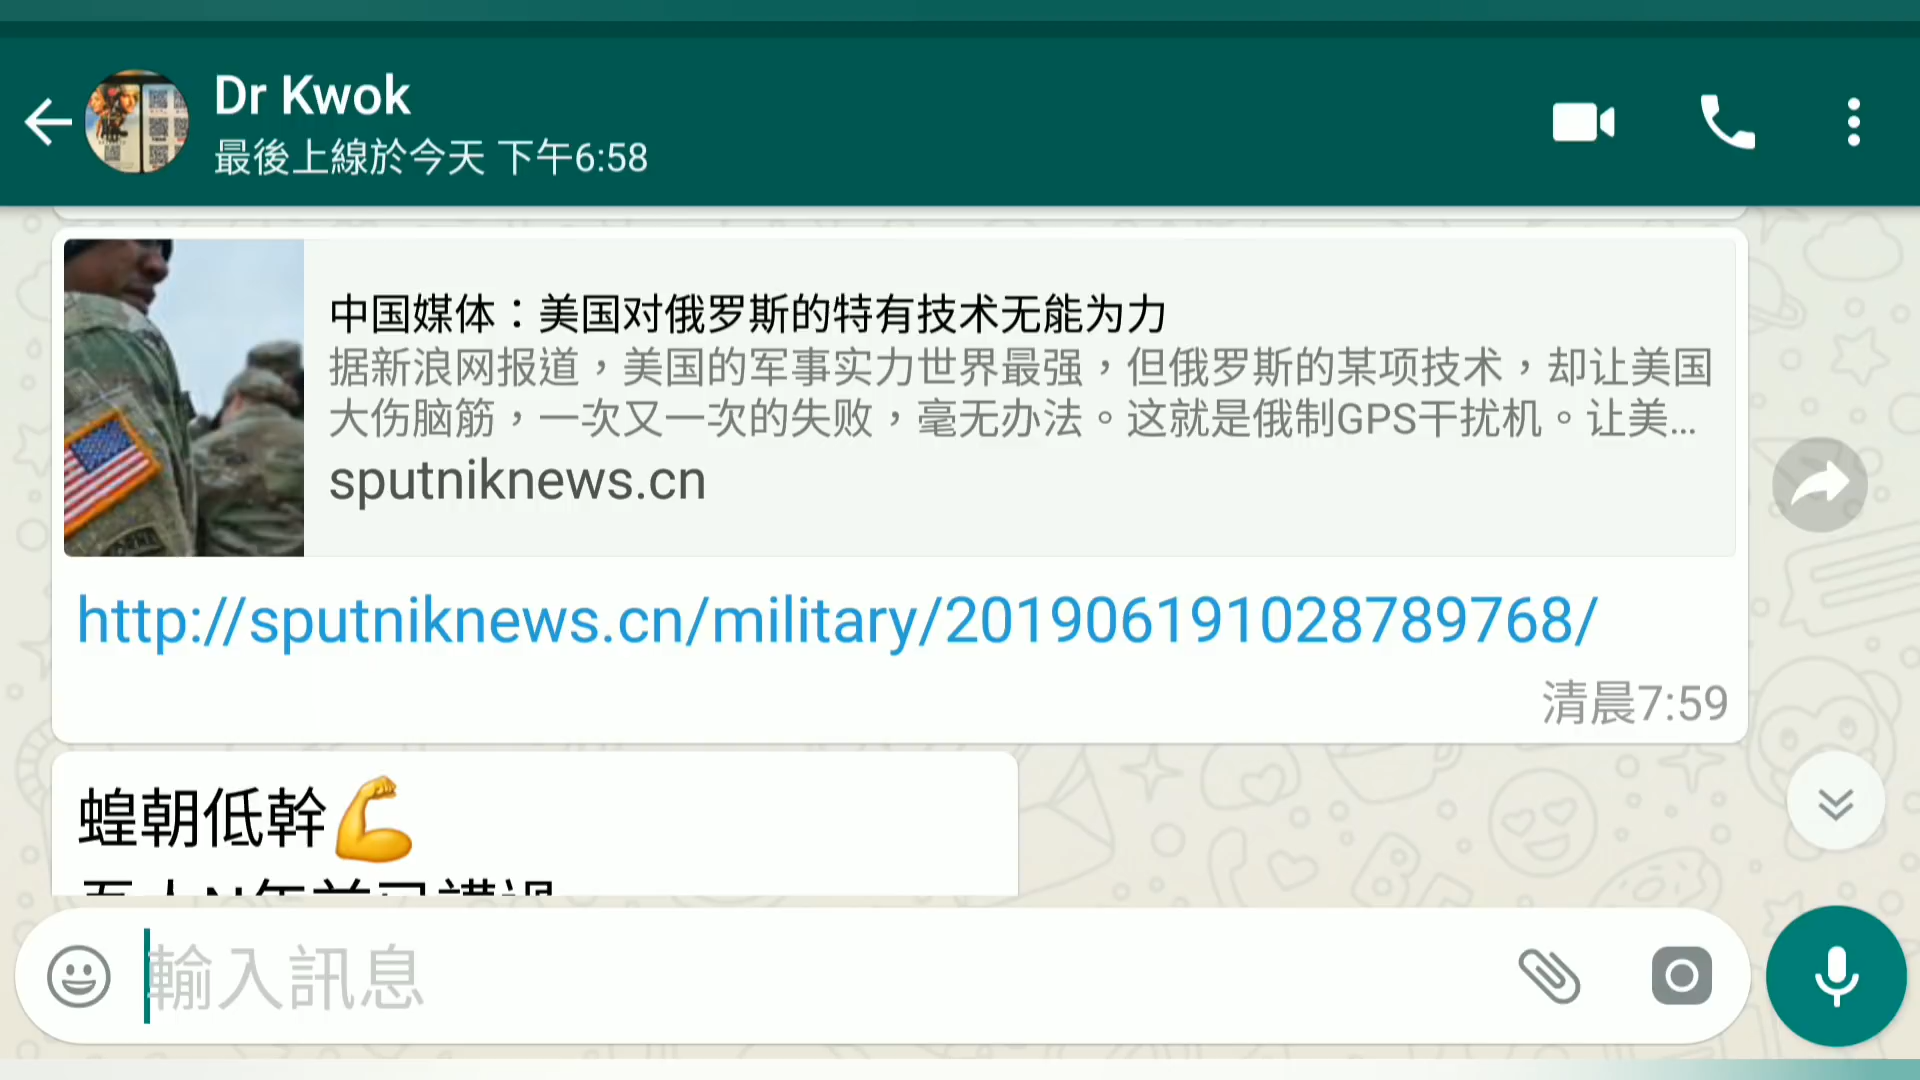 Dr Kwok
最後上線於今天 下午6:58
中国媒体：美国对俄罗斯的特有技术无能为力
据新浪网报道，美国的军事实力世界最强，但俄罗斯的某项技术，却让美国
大伤脑筋，一次又一次的失败，毫无办法。这就是俄制GPS干扰机。让美...
sputniknews.cn
http://sputniknews.cn/military/201906191028789768/
清晨7:59
蝗朝低幹💪
輸入訊息